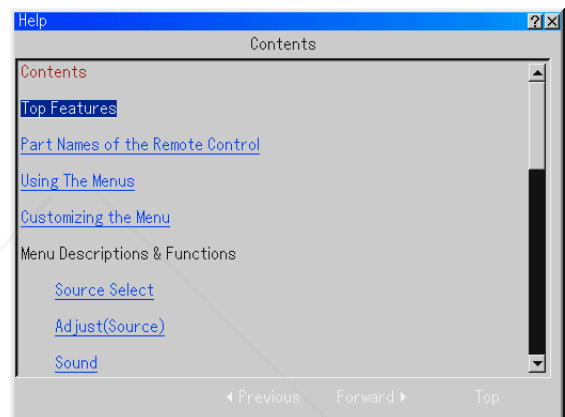 Help
Contents
Contents
Top Features
Part Names of the Remote Control
Using The Menus
Customizing the Menu
Menu Descriptions & Functions
Source Select
Adjust(Source)
Sound
Previous Forward Top